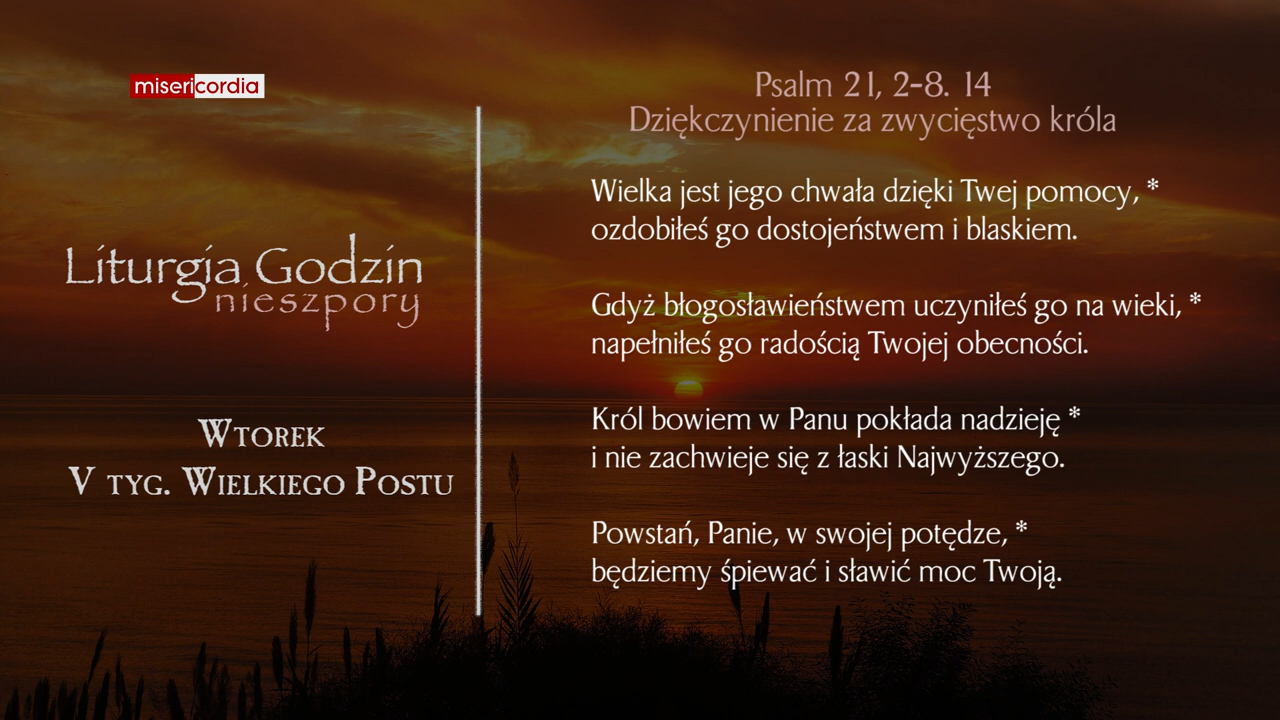 misericordia
Liturgia Godzin
nieszpory
Wtorek
V tyg. Wielkiego Postu
Psalm 21, 2-8. 14
Dziękczynienie za zwycięstwo króla
Wielka jest jego chwała dzięki Twej pomocy, *
ozdobiłeś go dostojeństwem i blaskiem.
Gdyż błogosławieństwem uczyniłeś go na wieki, *
napełniłeś go radością Twojej obecności.
Król bowiem w Panu pokłada nadzieję *
i nie zachwieje się z łaski Najwyższego.
Powstań, Panie, w swojej potędze, *
będziemy śpiewać i sławić moc Twoją.